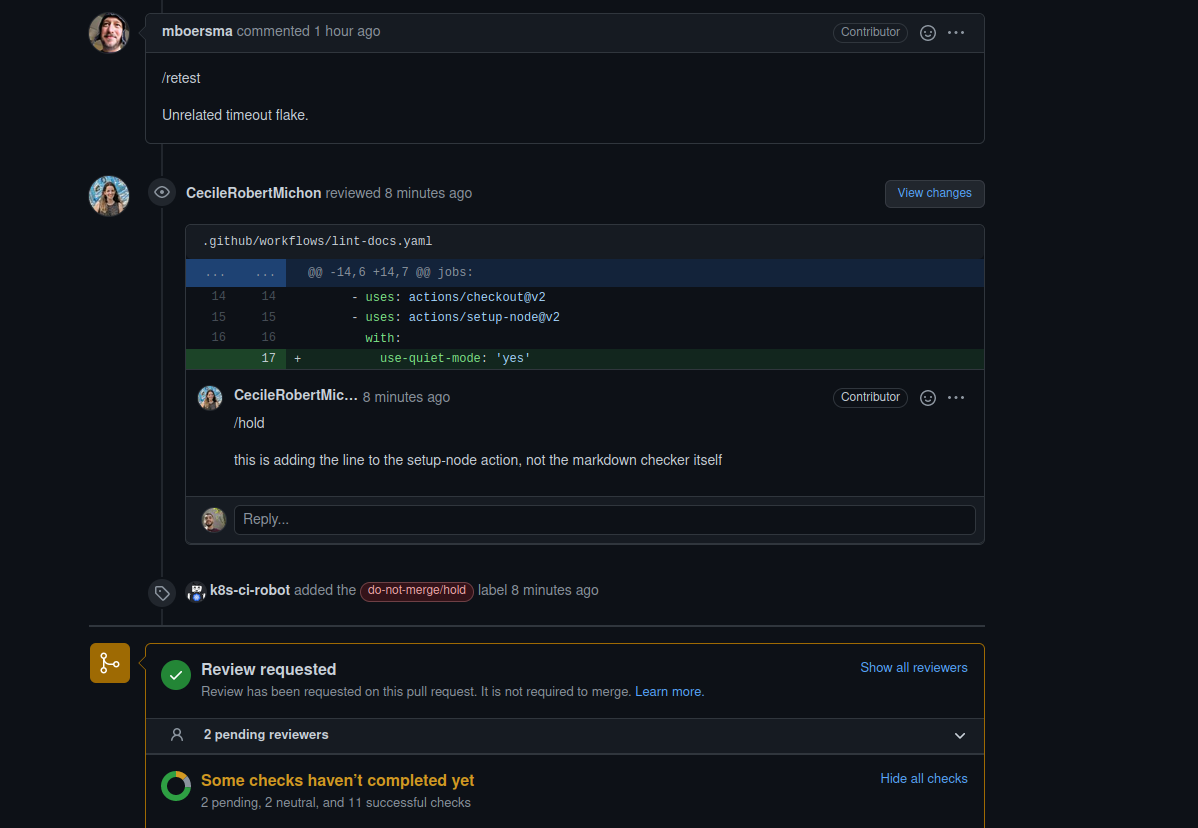 mboersma commented 1 hour ago Contributor
/retest
Unrelated timeout flake.
CecileRobertMichon reviewed 8 minutes ago View changes
.github/workflows/lint-docs.yaml
... ... @@ -14,6 +14,7 @@ jobs:
14 14 - uses: actions/checkout@v2
15 15 - uses: actions/setup-node@v2
16 16 with:
17 + use-quiet-mode: 'yes'
CecileRobertMic... 8 minutes ago Contributor
/hold
this is adding the line to the setup-node action, not the markdown checker itself
Reply...
k8s-ci-robot added the do-not-merge/hold label 8 minutes ago
Review requested Show all reviewers
Review has been requested on this pull request. It is not required to merge. Learn more.
2 pending reviewers
Some checks haven’t completed yet Hide all checks
2 pending, 2 neutral, and 11 successful checks